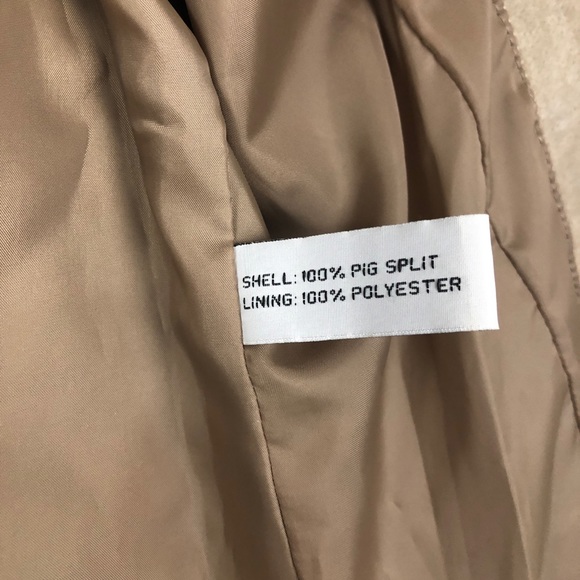 SHELL: 100% PIG SPLIT
LINING: 100% POLYESTER